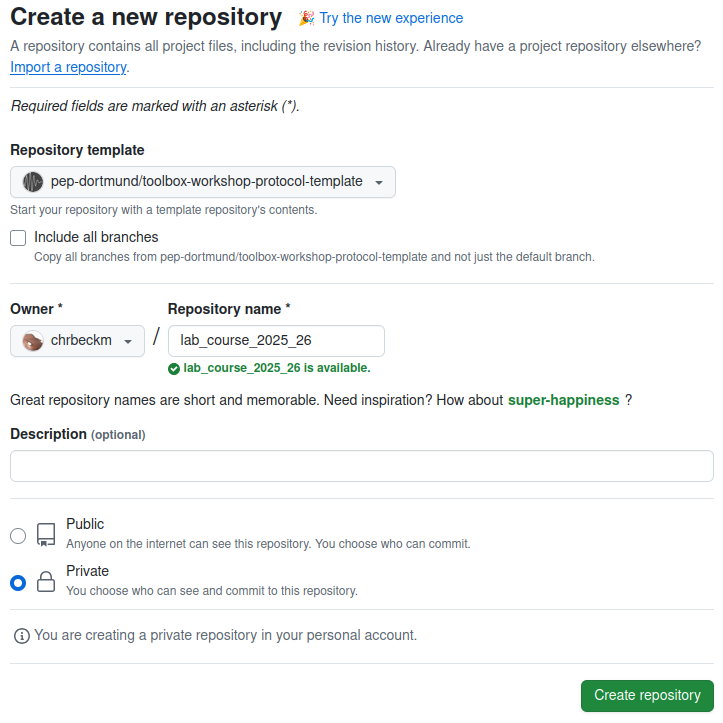 Create a new repository 🎉 Try the new experience
A repository contains all project files, including the revision history. Already have a project repository elsewhere?
Import a repository.
Required fields are marked with an asterisk (*).
Repository template
pep-dortmund/toolbox-workshop-protocol-template
Start your repository with a template repository's contents.
Include all branches
Copy all branches from pep-dortmund/toolbox-workshop-protocol-template and not just the default branch.
Owner * Repository name *
chrbeckm / lab_course_2025_26
lab_course_2025_26 is available.
Great repository names are short and memorable. Need inspiration? How about super-happiness ?
Description (optional)
Public
Anyone on the internet can see this repository. You choose who can commit.
Private
You choose who can see and commit to this repository.
You are creating a private repository in your personal account.
Create repository